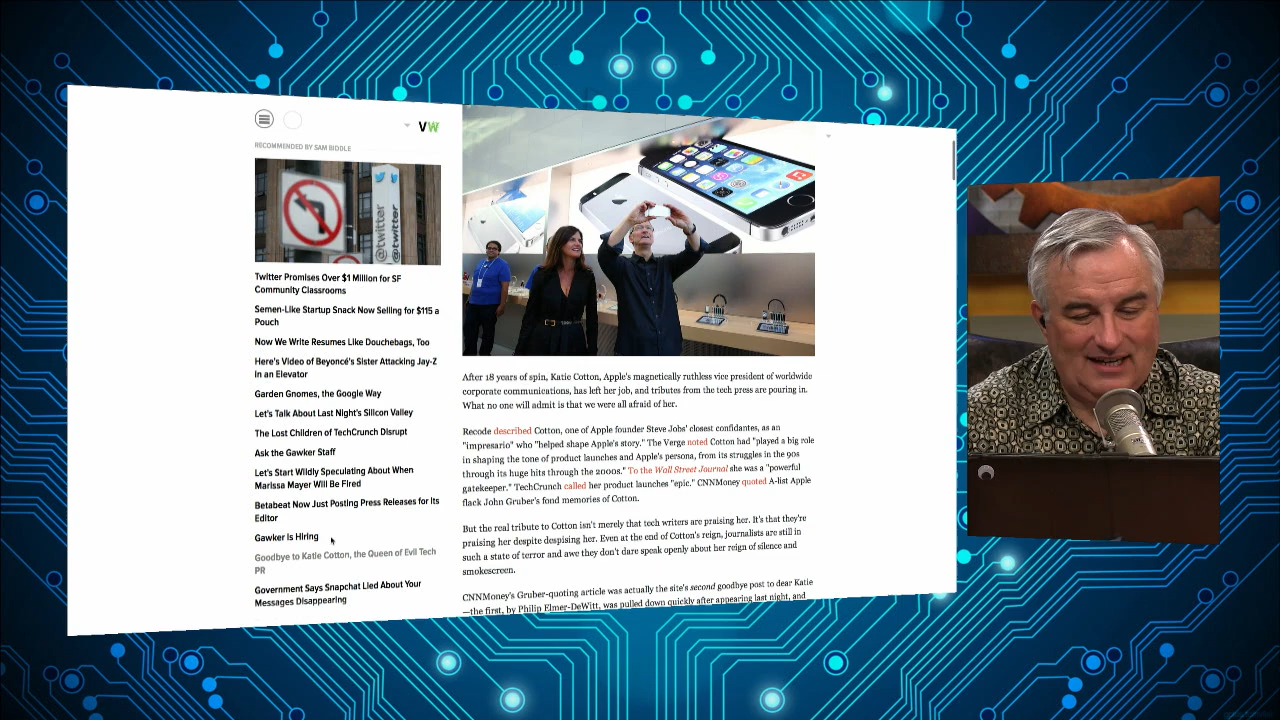 VW
RECOMMENDED BY SAM BIDDLE
@twitter
@twitter
Twitter Promises Over $1 Million for SF
Community Classrooms
Semen-Like Startup Snack Now Selling for $115 a
Pouch
Now We Write Resumes Like Douchebags, Too
Here's Video of Beyoncé's Sister Attacking Jay-Z
in an Elevator
Garden Gnomes, the Google Way
Let's Talk About Last Night's Silicon Valley
The Lost Children of TechCrunch Disrupt
Ask the Gawker Staff
Let's Start Wildly Speculating About When
Marissa Mayer Will Be Fired
Betabeat Now Just Posting Press Releases for Its
Editor
Gawker is Hiring
Goodbye to Katie Cotton, the Queen of Evil Tech
PR
Government Says Snapchat Lied About Your
Messages Disappearing
After 18 years of spin, Katie Cotton, Apple's magnetically ruthless vice president of worldwide
corporate communications, has left her job, and tributes from the tech press are pouring in.
What no one will admit is that we were all afraid of her.
Recode described Cotton, one of Apple founder Steve Jobs' closest confidantes, as an
"impresario" who "helped shape Apple's story." The Verge noted Cotton had "played a big role
in shaping the tone of product launches and Apple's persona, from its struggles in the 90s
through its huge hits through the 2000s." To the Wall Street Journal she was a "powerful
gatekeeper." TechCrunch called her product launches "epic." CNNMoney quoted A-list Apple
flack John Gruber's fond memories of Cotton.
But the real tribute to Cotton isn't merely that tech writers are praising her. It's that they're
praising her despite despising her. Even at the end of Cotton's reign, journalists are still in
such a state of terror and awe they don't dare speak openly about her reign of silence and
smokescreen.
CNNMoney's Gruber-quoting article was actually the site's second goodbye post to dear Katie
—the first, by Philip Elmer-DeWitt, was pulled down quickly after appearing last night, and